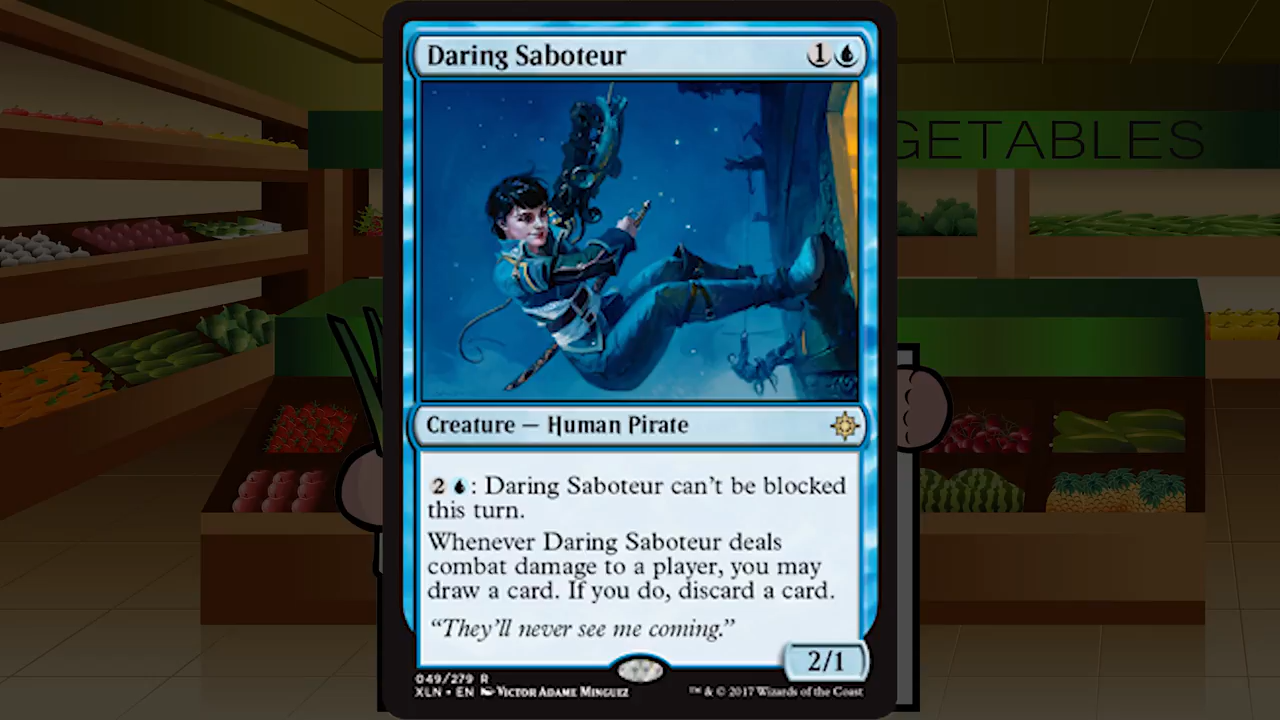 Daring Saboteur 1
GETABLES
Creature — Human Pirate
2 : Daring Saboteur can't be blocked
this turn.
Whenever Daring Saboteur deals
combat damage to a player, you may
draw a card. If you do, discard a card.
"They'll never see me coming."
2/1
049/279 R
XLN • EN Victor Adame Minguez
™ & © 2017 Wizards of the Coast